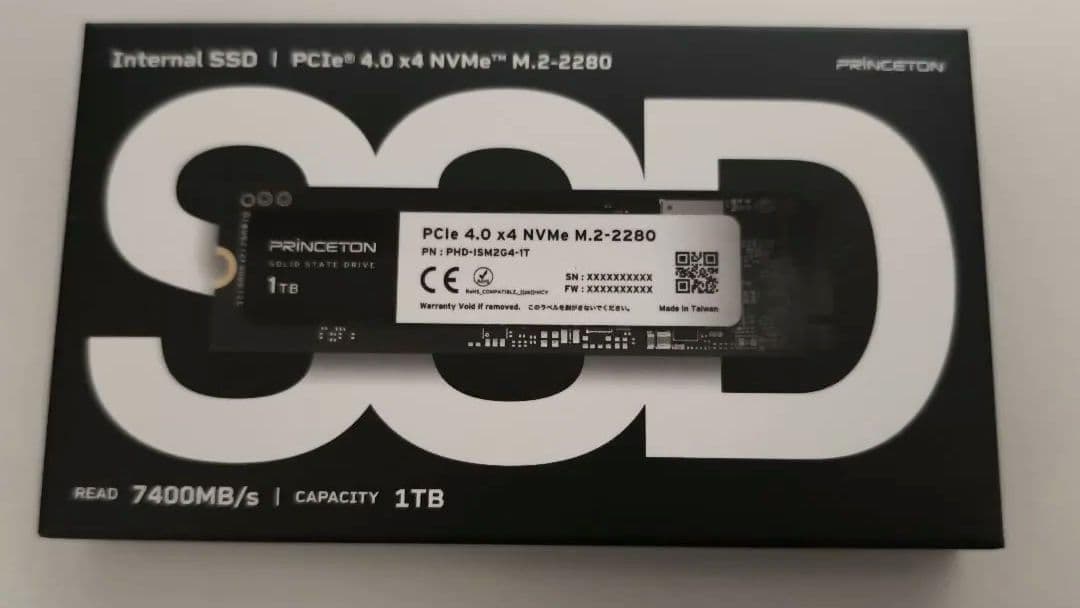 Internal SSD | PCIe® 4.0 x4 NVMe™ M.2-2280
PRINCETON
SSD
PRINCETON
SOLID STATE DRIVE
1TB
PCIe 4.0 x4 NVMe M.2-2280
PN : PHD-ISM2G4-1T
CE
SN : XXXXXXXXXX
FW : XXXXXXXXXX
Warranty Void if removed. このラベルを剥がさないでください。
Made in Taiwan
READ 7400MB/s | CAPACITY 1TB